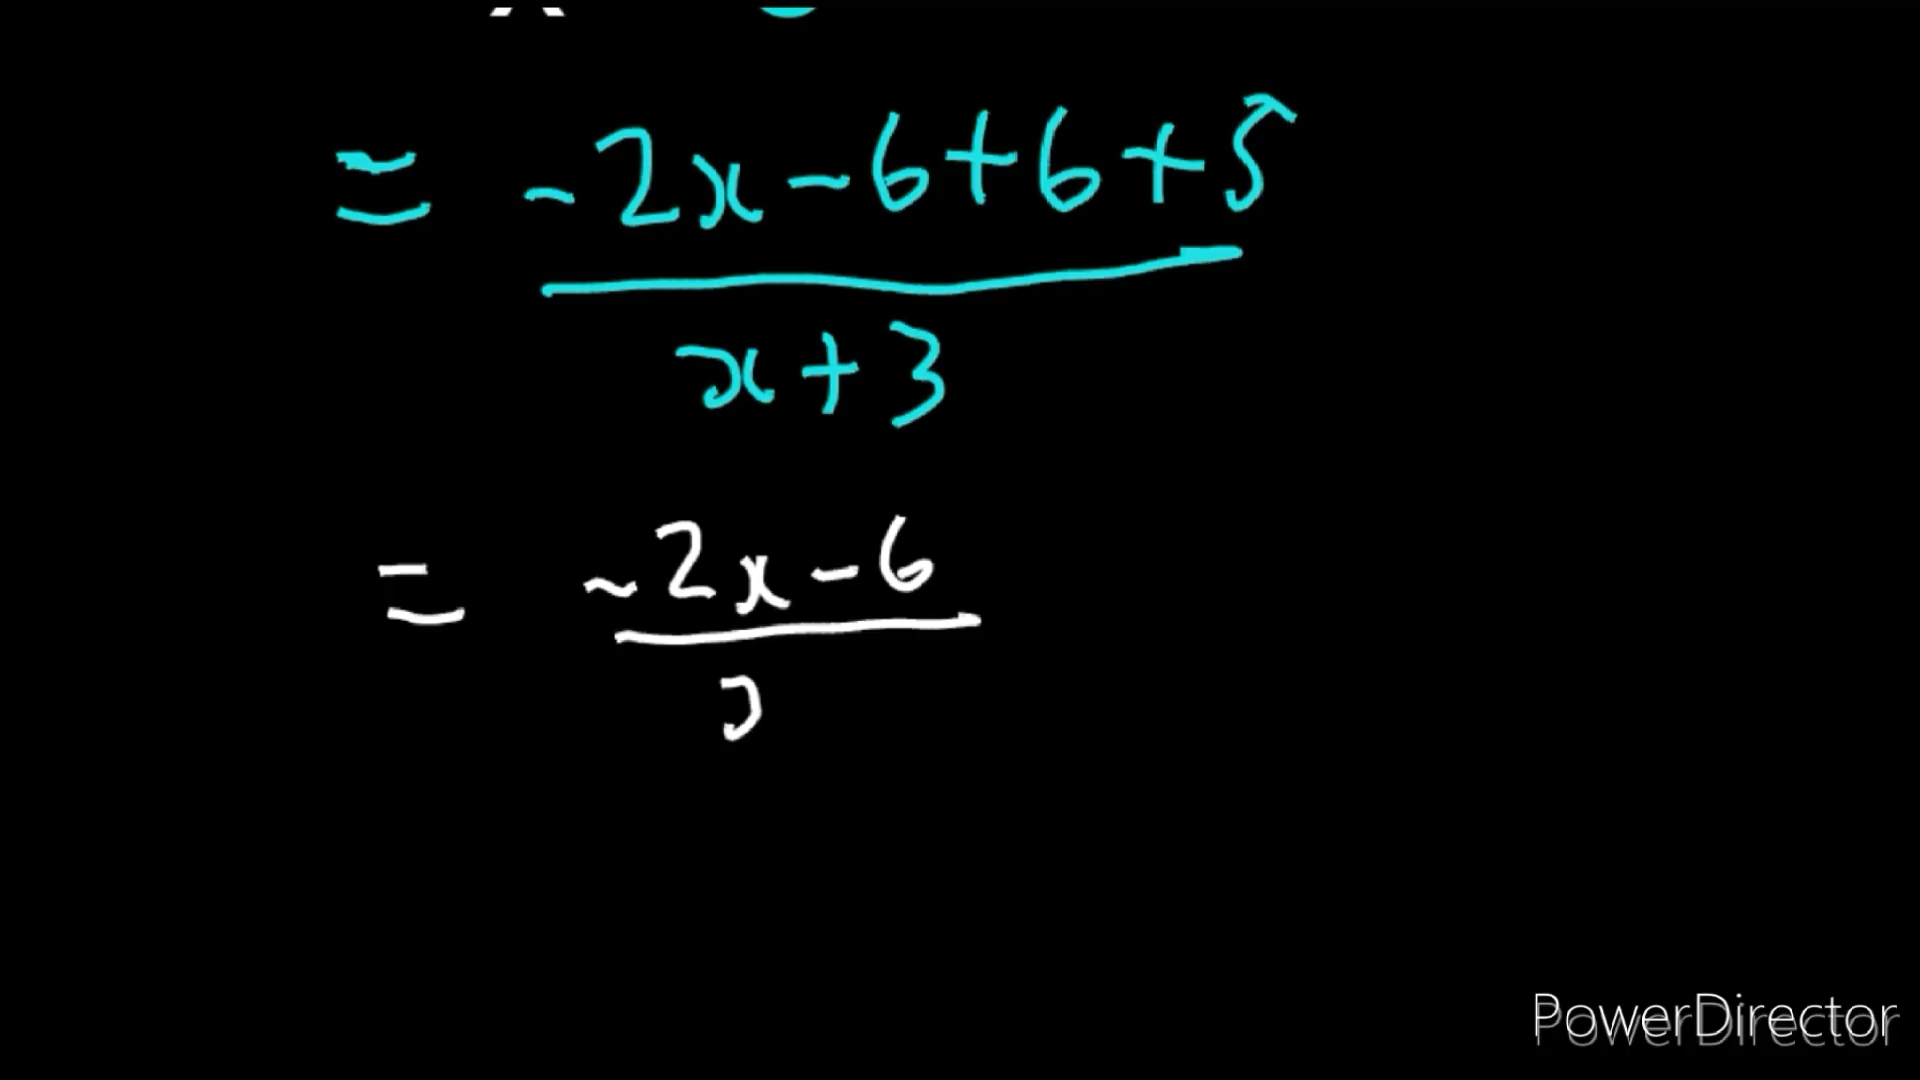 = -2x-6+6+5
x+3
= -2x-6
PowerDirector